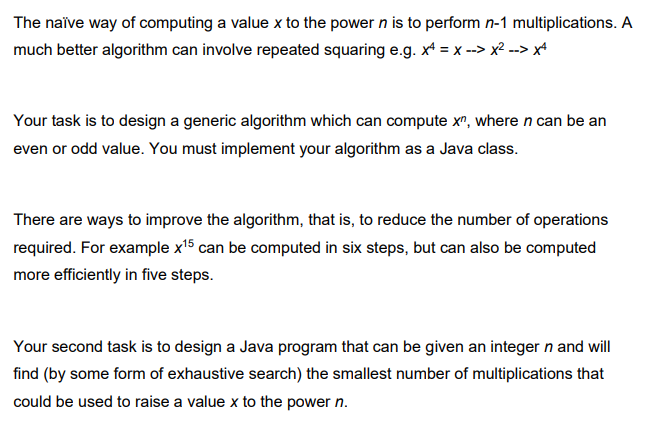 The naïve way of computing a value x to the power n is to perform n-1 multiplications. A
much better algorithm can involve repeated squaring e.g. x⁴ = x --> x² --> x⁴
Your task is to design a generic algorithm which can compute xⁿ, where n can be an
even or odd value. You must implement your algorithm as a Java class.
There are ways to improve the algorithm, that is, to reduce the number of operations
required. For example x¹⁵ can be computed in six steps, but can also be computed
more efficiently in five steps.
Your second task is to design a Java program that can be given an integer n and will
find (by some form of exhaustive search) the smallest number of multiplications that
could be used to raise a value x to the power n.